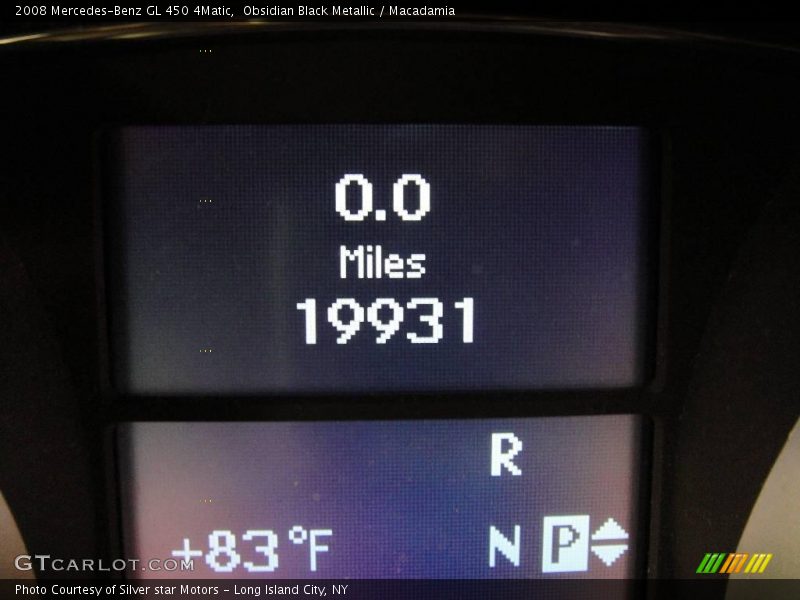 2008 Mercedes-Benz GL 450 4Matic,  Obsidian Black Metallic / Macadamia
0.0
Miles
19931
R
+83°F N P
GTCARLOT.COM
Photo Courtesy of Silver star Motors - Long Island City, NY